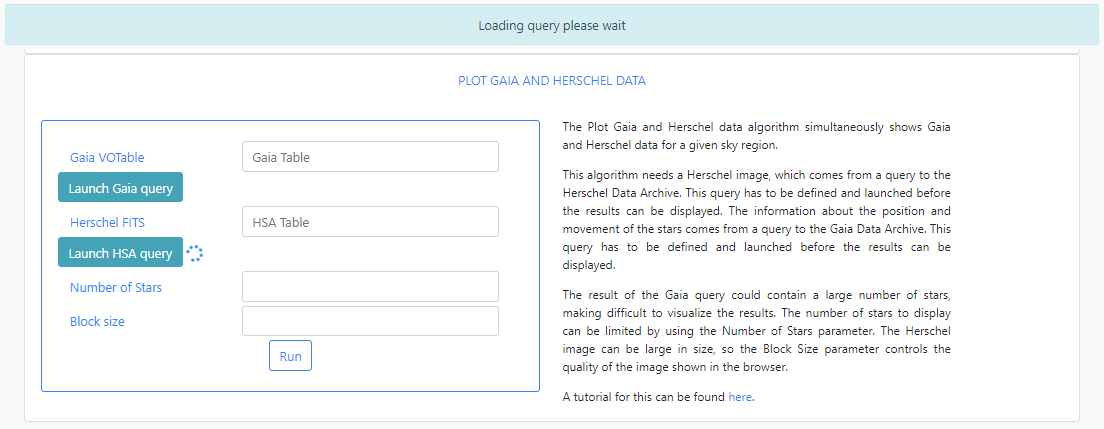 Loading query please wait
PLOT GAIA AND HERSCHEL DATA
Gaia VOTable
Gaia Table
Launch Gaia query
Herschel FITS
HSA Table
Launch HSA query
Number of Stars
Block size
Run
The Plot Gaia and Herschel data algorithm simultaneously shows Gaia
and Herschel data for a given sky region.
This algorithm needs a Herschel image, which comes from a query to the
Herschel Data Archive. This query has to be defined and launched before
the results can be displayed. The information about the position and
movement of the stars comes from a query to the Gaia Data Archive. This
query has to be defined and launched before the results can be
displayed.
The result of the Gaia query could contain a large number of stars,
making difficult to visualize the results. The number of stars to display
can be limited by using the Number of Stars parameter. The Herschel
image can be large in size, so the Block Size parameter controls the
quality of the image shown in the browser.
A tutorial for this can be found here.